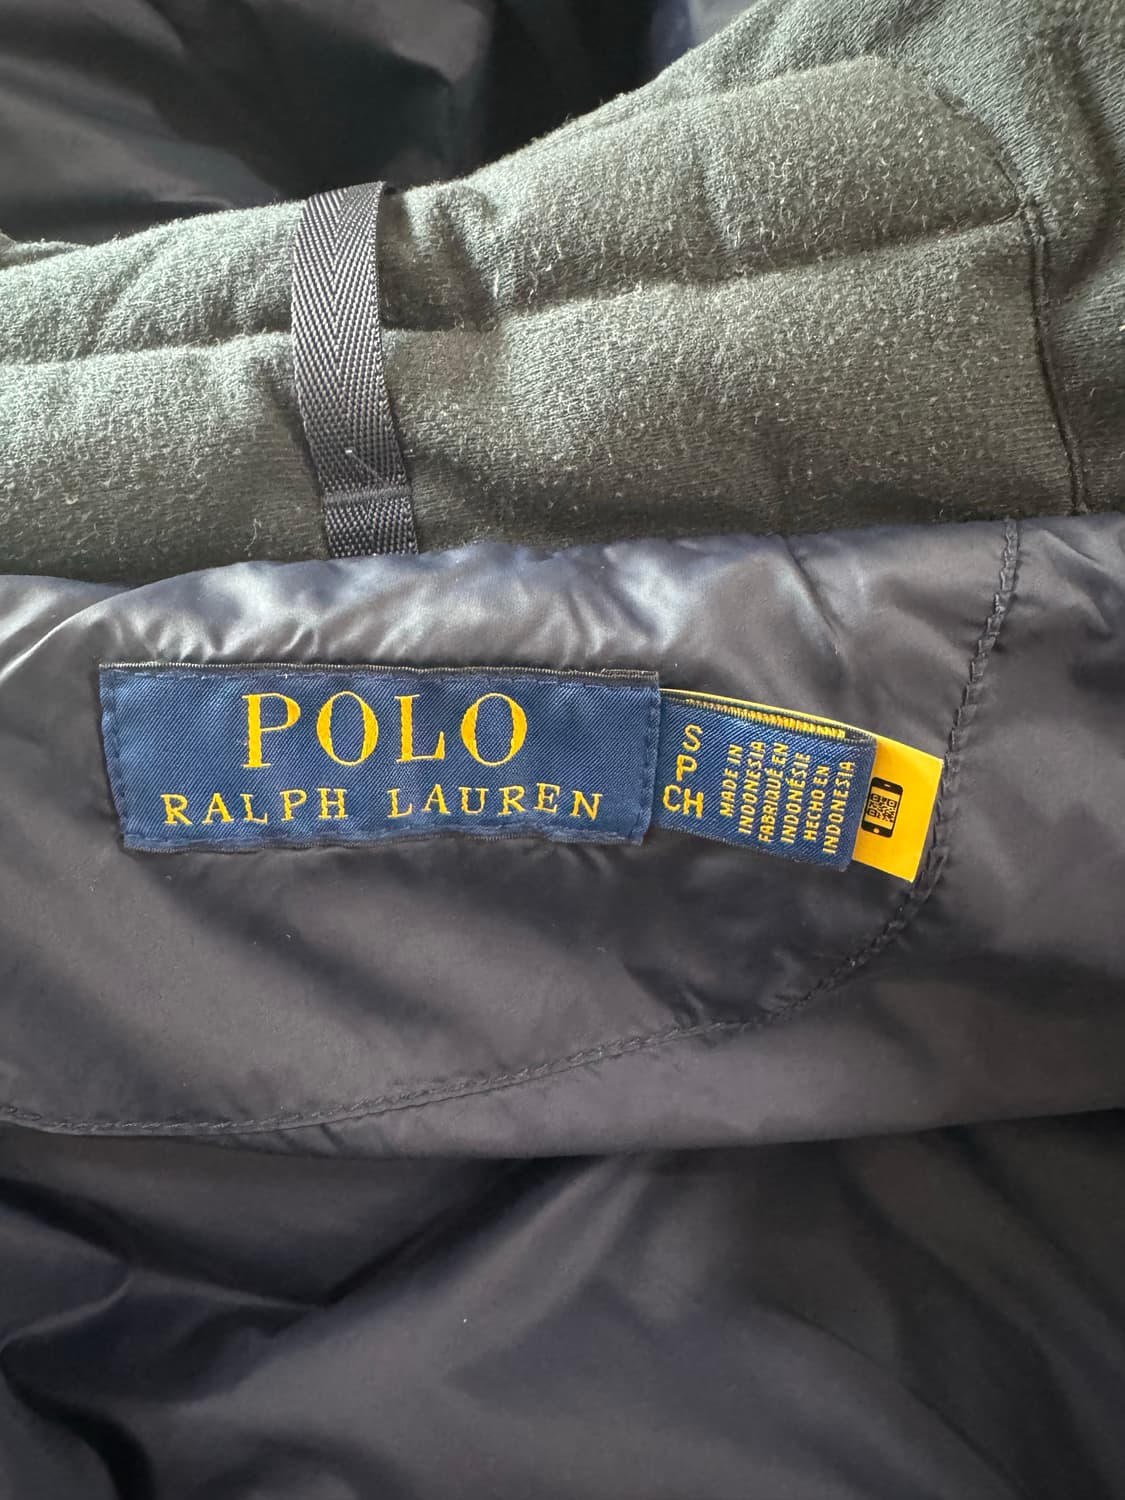 POLO
RALPH LAUREN
S
P
CH
MADE IN
INDONESIA
FABRIQUÉ EN
INDONÉSIE
HECHO EN
INDONESIA